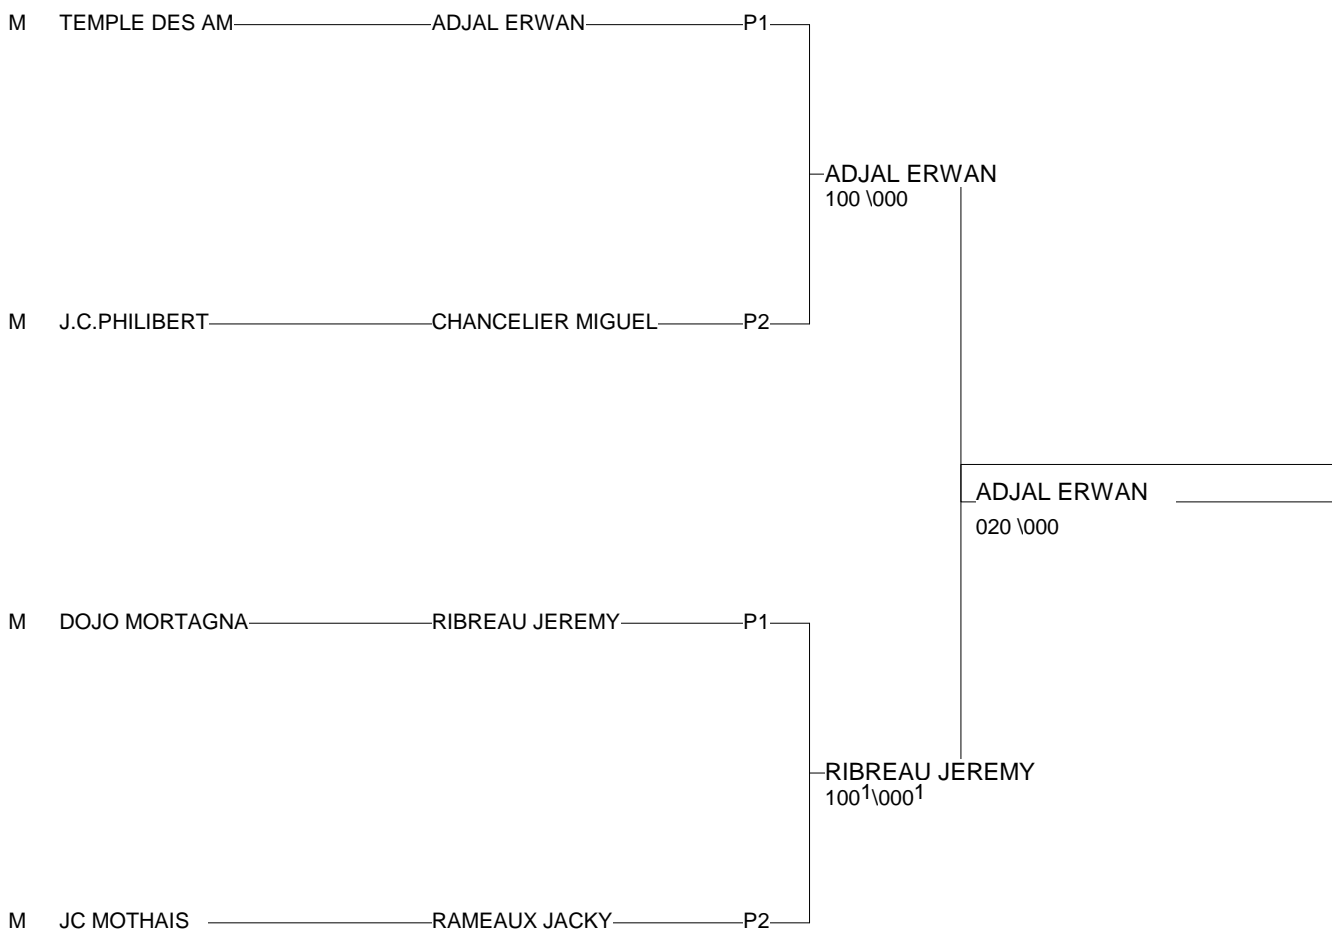 M TEMPLE DES AM ADJAL ERWAN P1
ADJAL ERWAN
100 \000
M J.C.PHILIBERT CHANCELIER MIGUEL P2
ADJAL ERWAN
020 \000
M DOJO MORTAGNA RIBREAU JEREMY P1
RIBREAU JEREMY
100¹\000¹
M JC MOTHAIS RAMEAUX JACKY P2